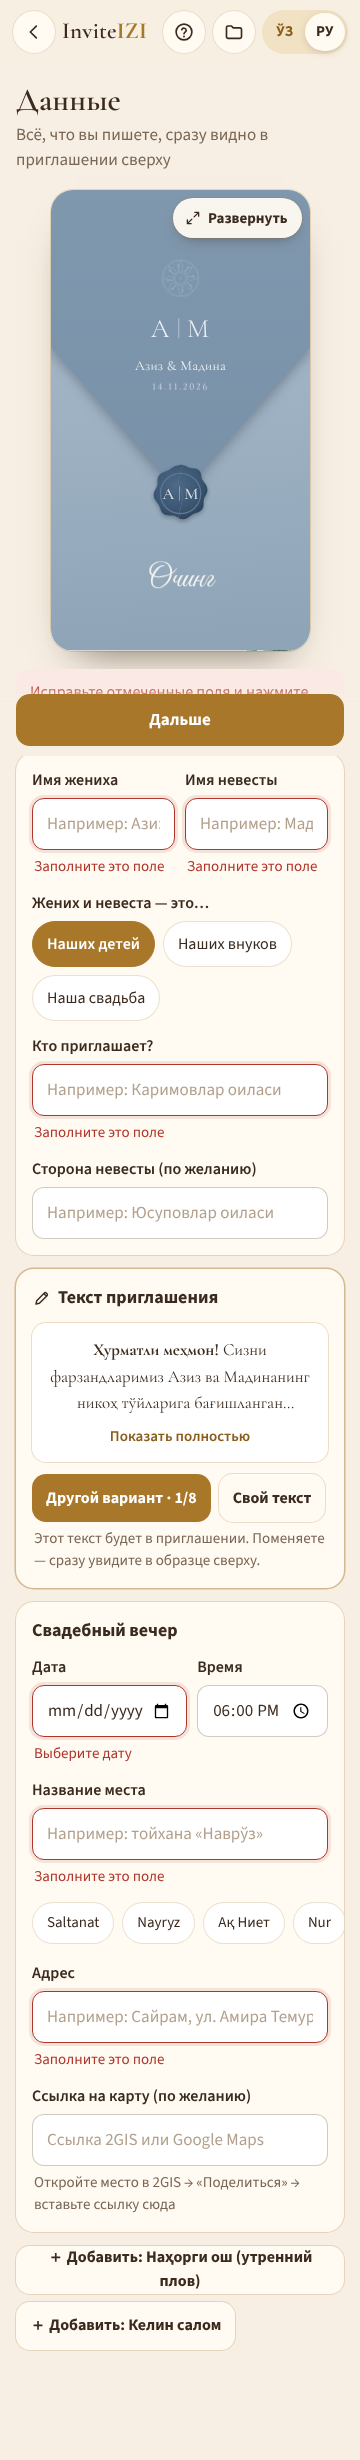 InviteIZI
ЎЗ РУ
Данные
Всё, что вы пишете, сразу видно в
приглашении сверху
Развернуть
А | М
Азиз & Мадина
14.11.2026
А | М
Очинг
Исправьте отмеченные поля и нажмите
Дальше
Имя жениха Имя невесты
Например: Ази Например: Мад
Заполните это поле Заполните это поле
Жених и невеста — это…
Наших детей Наших внуков
Наша свадьба
Кто приглашает?
Например: Каримовлар оиласи
Заполните это поле
Сторона невесты (по желанию)
Например: Юсуповлар оиласи
Текст приглашения
Ҳурматли меҳмон! Сизни
фарзандларимиз Азиз ва Мадинанинг
никоҳ тўйларига бағишланган…
Показать полностью
Другой вариант · 1/8 Свой текст
Этот текст будет в приглашении. Поменяете
— сразу увидите в образце сверху.
Свадебный вечер
Дата Время
mm/dd/yyyy 06:00 PM
Выберите дату
Название места
Например: тойхана «Наврўз»
Заполните это поле
Saltanat Nayryz Ақ Ниет Nur
Адрес
Например: Сайрам, ул. Амира Темур
Заполните это поле
Ссылка на карту (по желанию)
Ссылка 2GIS или Google Maps
Откройте место в 2GIS → «Поделиться» →
вставьте ссылку сюда
+ Добавить: Наҳорги ош (утренний
плов)
+ Добавить: Келин салом